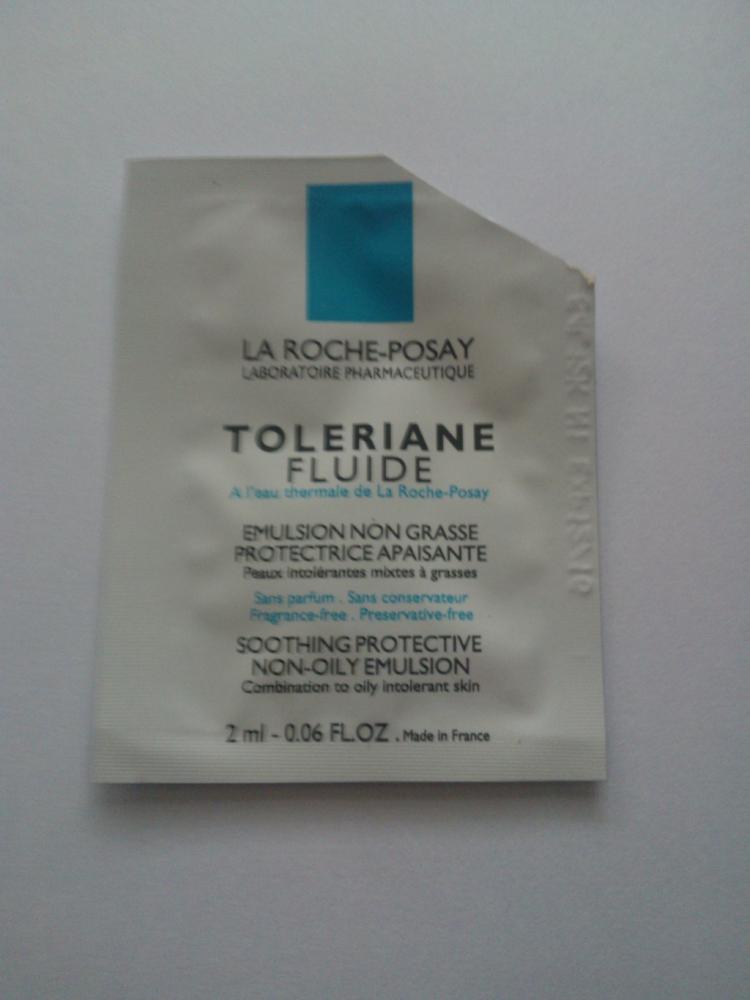 LA ROCHE-POSAY
LABORATOIRE PHARMACEUTIQUE
TOLERIANE
FLUIDE
A l'eau thermale de La Roche-Posay
EMULSION NON GRASSE
PROTECTRICE APAISANTE
Peaux intolérantes mixtes à grasses
Sans parfum . Sans conservateur
Fragrance-free . Preservative-free
SOOTHING PROTECTIVE
NON-OILY EMULSION
Combination to oily intolerant skin
2 ml - 0.06 FL.OZ . Made in France